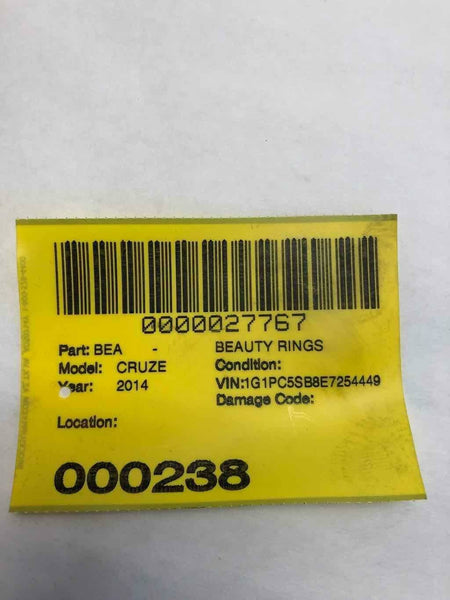 0000027767
Part: BEA - BEAUTY RINGS
Model: CRUZE Condition:
Year: 2014 VIN:1G1PC5SB8E7254449
Damage Code:
Location:
000238